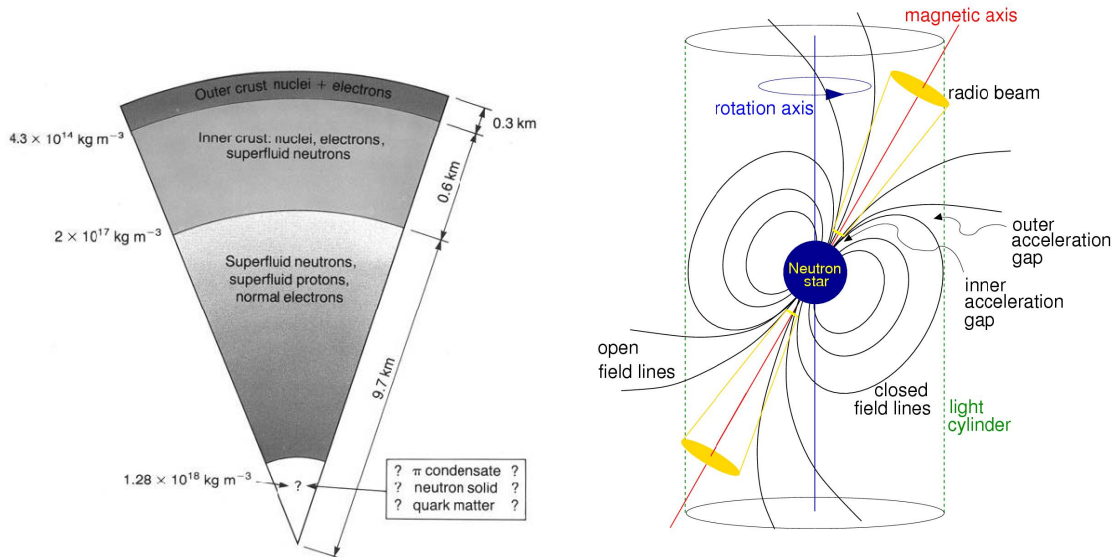 Outer crust nuclei + electrons
0.3 km
4.3 × 10¹⁴ kg m⁻³
Inner crust: nuclei, electrons,
superfluid neutrons
0.6 km
2 × 10¹⁷ kg m⁻³
Superfluid neutrons,
superfluid protons,
normal electrons
9.7 km
1.28 × 10¹⁸ kg m⁻³
?
? π condensate ?
? neutron solid ?
? quark matter ?
magnetic axis
radio beam
rotation axis
outer
acceleration
gap
Neutron
star
inner
acceleration
gap
open
field lines
closed
field lines
light
cylinder